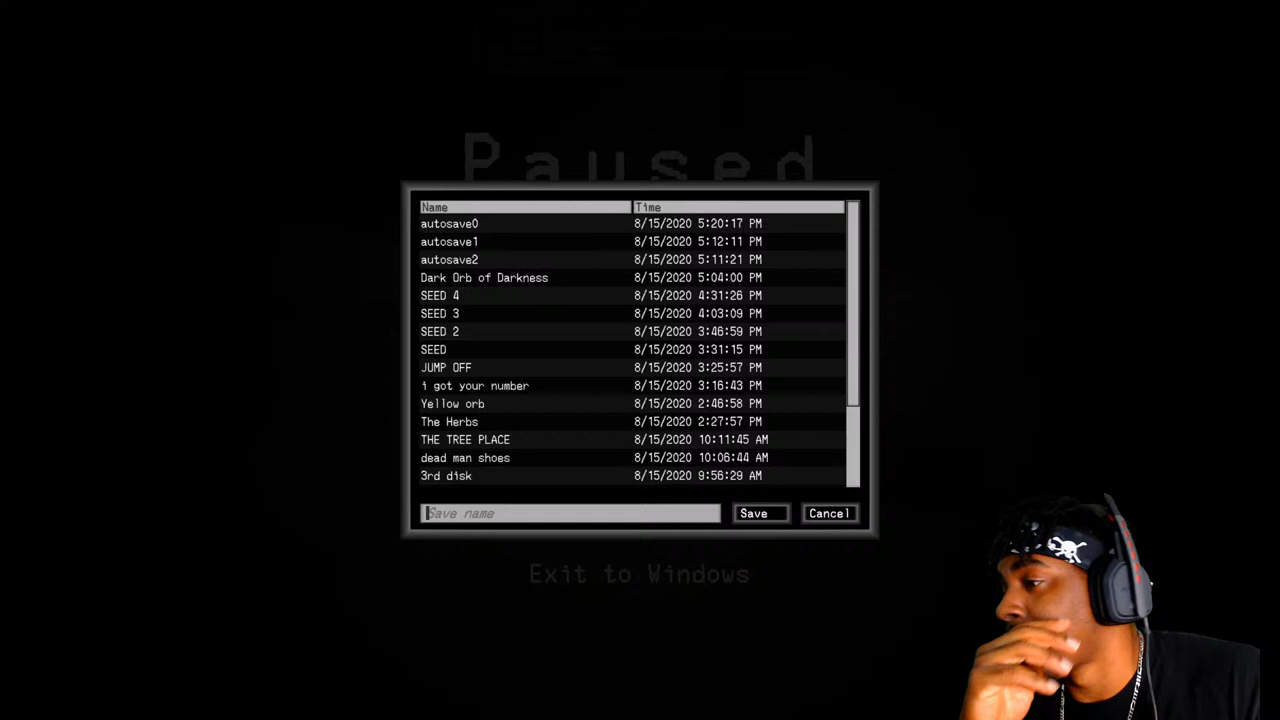 Paused
Name Time
autosave0 8/15/2020 5:20:17 PM
autosave1 8/15/2020 5:12:11 PM
autosave2 8/15/2020 5:11:21 PM
Dark Orb of Darkness 8/15/2020 5:04:00 PM
SEED 4 8/15/2020 4:31:26 PM
SEED 3 8/15/2020 4:03:09 PM
SEED 2 8/15/2020 3:46:59 PM
SEED 8/15/2020 3:31:15 PM
JUMP OFF 8/15/2020 3:25:57 PM
i got your number 8/15/2020 3:16:43 PM
Yellow orb 8/15/2020 2:46:58 PM
The Herbs 8/15/2020 2:27:57 PM
THE TREE PLACE 8/15/2020 10:11:45 AM
dead man shoes 8/15/2020 10:06:44 AM
3rd disk 8/15/2020 9:56:29 AM
Save name Save Cancel
Exit to Windows